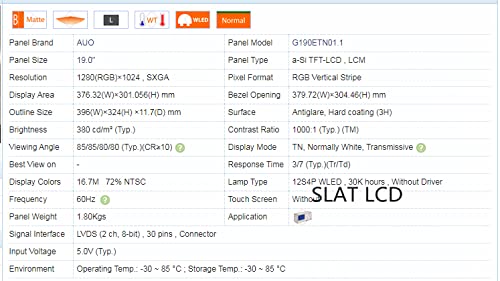 B Matte L WT WLED Normal
Panel Brand AUO Panel Model G190ETN01.1
Panel Size 19.0" Panel Type a-Si TFT-LCD , LCM
Resolution 1280(RGB)×1024 , SXGA Pixel Format RGB Vertical Stripe
Display Area 376.32(W)×301.056(H) mm Bezel Opening 379.72(W)×304.46(H) mm
Outline Size 396(W)×324(H) ×11.7(D) mm Surface Antiglare, Hard coating (3H)
Brightness 380 cd/m² (Typ.) Contrast Ratio 1000:1 (Typ.) (TM)
Viewing Angle 85/85/80/80 (Typ.)(CR≥10) ? Display Mode TN, Normally White, Transmissive ?
Best View on - Response Time 3/7 (Typ.)(Tr/Td)
Display Colors 16.7M 72% NTSC Lamp Type 12S4P WLED , 30K hours , Without Driver
Frequency 60Hz ? Touch Screen Without
SLAT LCD
Panel Weight 1.80Kgs Application
Signal Interface LVDS (2 ch, 8-bit) , 30 pins , Connector
Input Voltage 5.0V (Typ.)
Environment Operating Temp.: -30 ~ 85 °C ; Storage Temp.: -30 ~ 85 °C